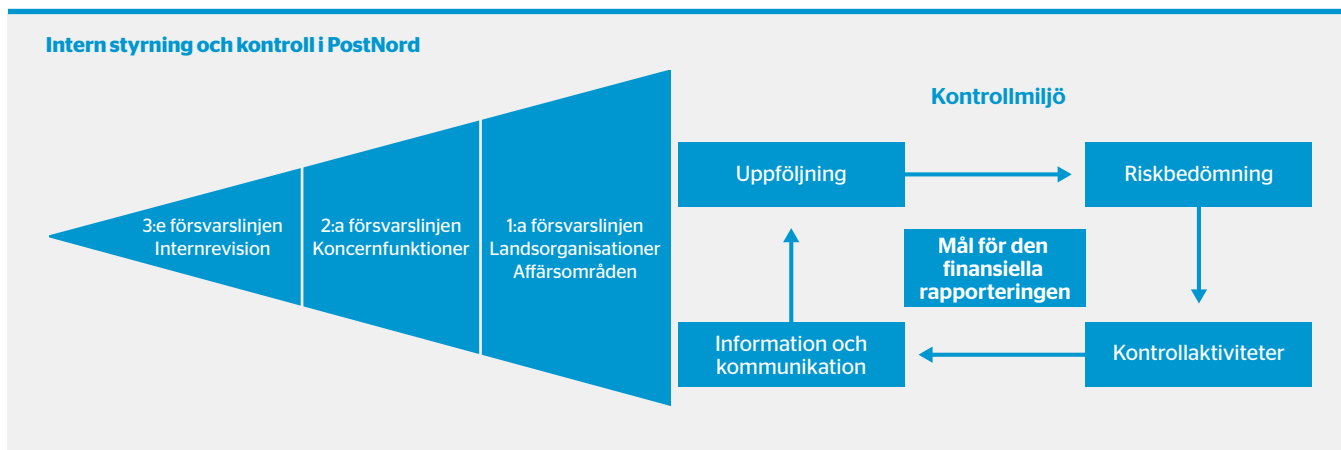 Intern styrning och kontroll i PostNord
3:e försvarslinjen
Internrevision
2:a försvarslinjen
Koncernfunktioner
1:a försvarslinjen
Landsorganisationer
Affärsområden
Kontrollmiljö
Uppföljning
Riskbedömning
Mål för den
finansiella
rapporteringen
Information och
kommunikation
Kontrollaktiviteter